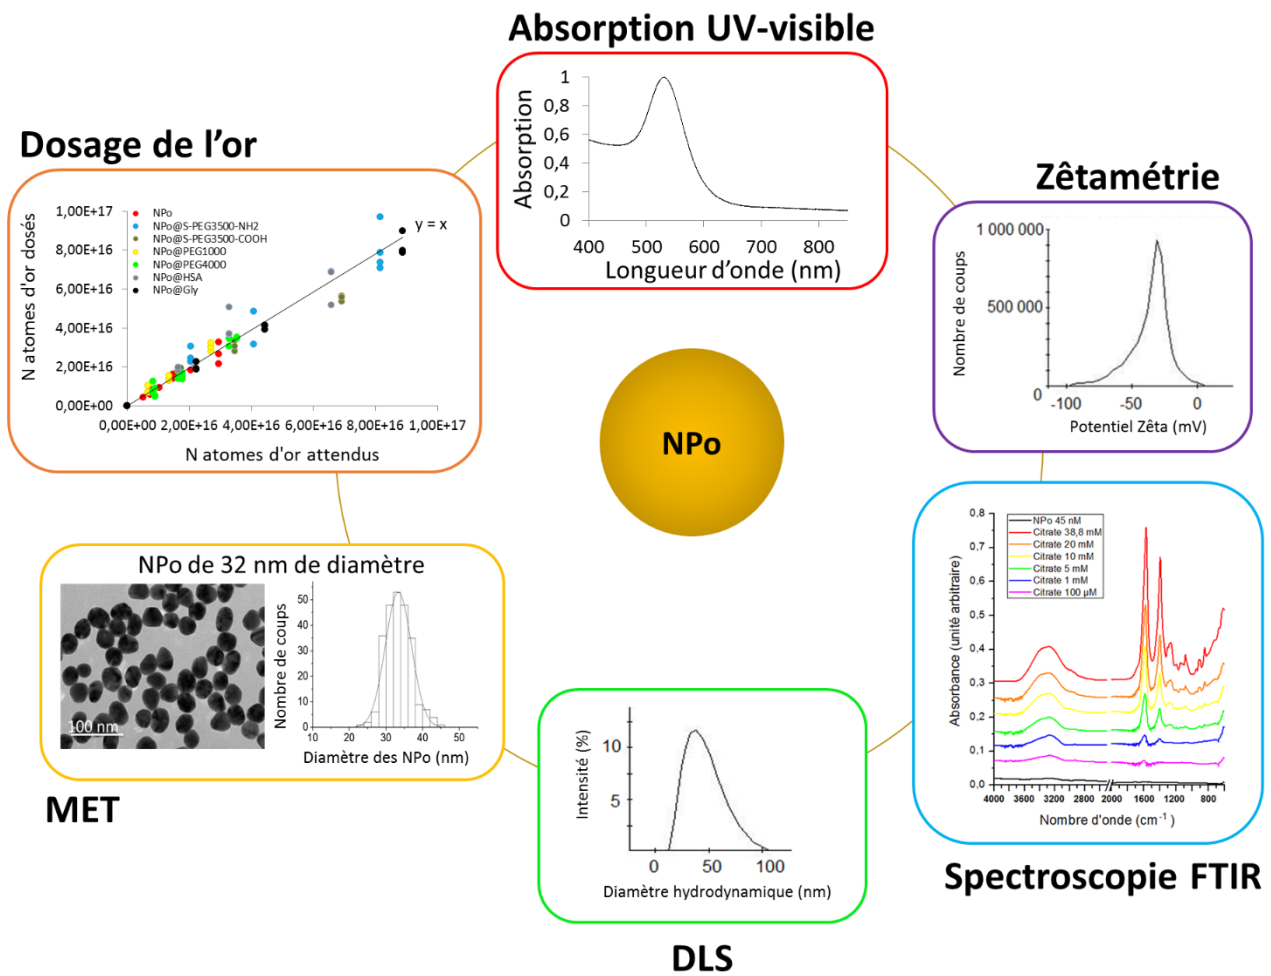 Absorption UV-visible
Absorption
1
0,8
0,6
0,4
0,2
0
400 500 600 700 800
Longueur d'onde (nm)
Dosage de l'or
N atomes d'or dosés
1,00E+17
8,00E+16
6,00E+16
4,00E+16
2,00E+16
0,00E+00
NPo
NPo@S-PEG3500-NH2
NPo@S-PEG3500-COOH
NPo@PEG1000
NPo@PEG4000
NPo@HSA
NPo@Gly
y = x
0,00E+00 2,00E+16 4,00E+16 6,00E+16 8,00E+16 1,00E+17
N atomes d'or attendus
Zêtamétrie
Nombre de coups
1 000 000
500 000
0
-100 -50 0
Potentiel Zêta (mV)
NPo
NPo de 32 nm de diamètre
100 nm
Nombre de coups
50
40
30
20
10
0
10 20 30 40 50
Diamètre des NPo (nm)
MET
Intensité (%)
10
5
0 50 100
Diamètre hydrodynamique (nm)
DLS
Absorbance (unité arbitraire)
0,8
0,7
0,6
0,5
0,4
0,3
0,2
0,1
0,0
NPo 45 nM
Citrate 38,8 mM
Citrate 20 mM
Citrate 10 mM
Citrate 5 mM
Citrate 1 mM
Citrate 100 µM
4000 3600 3200 2800 2400 2000 1600 1200 800
Nombre d'onde (cm⁻¹)
Spectroscopie FTIR